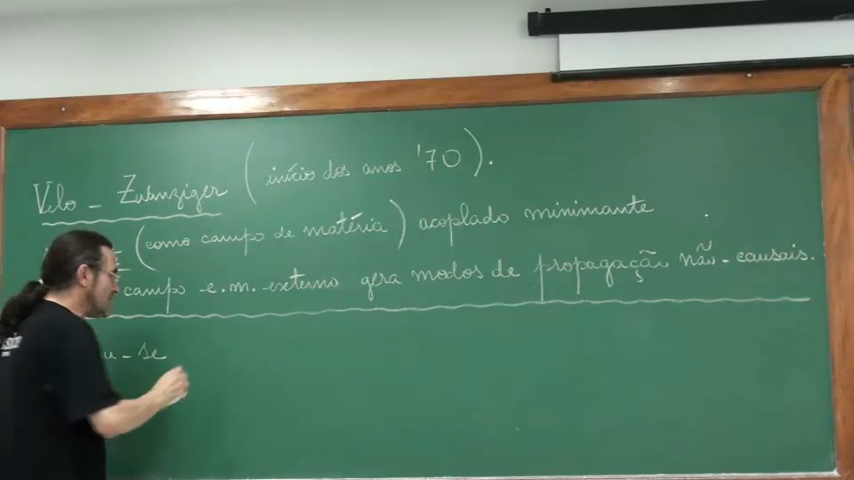 Velo - Zwanziger (início dos anos '70).
(como campo de matéria) acoplado minimante
campo e.m. externo gera modos de propagação não-causais.
u-se